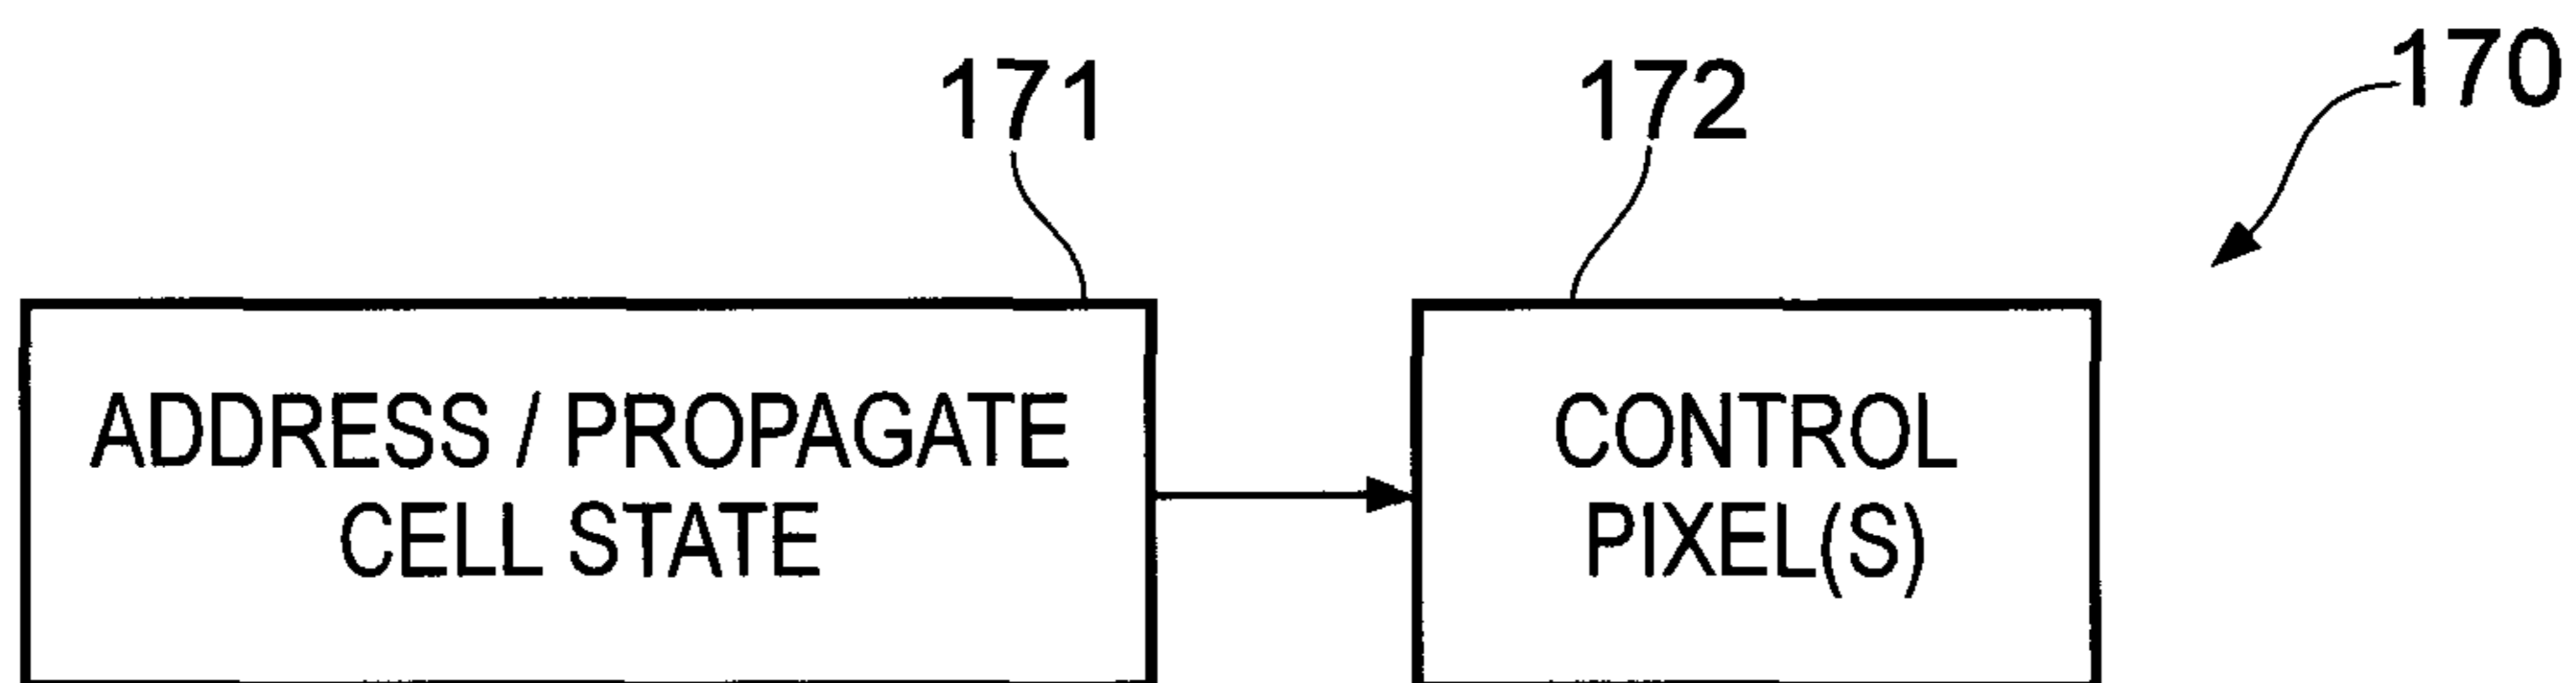 170
171
172
ADDRESS / PROPAGATE
CELL STATE
CONTROL
PIXEL(S)